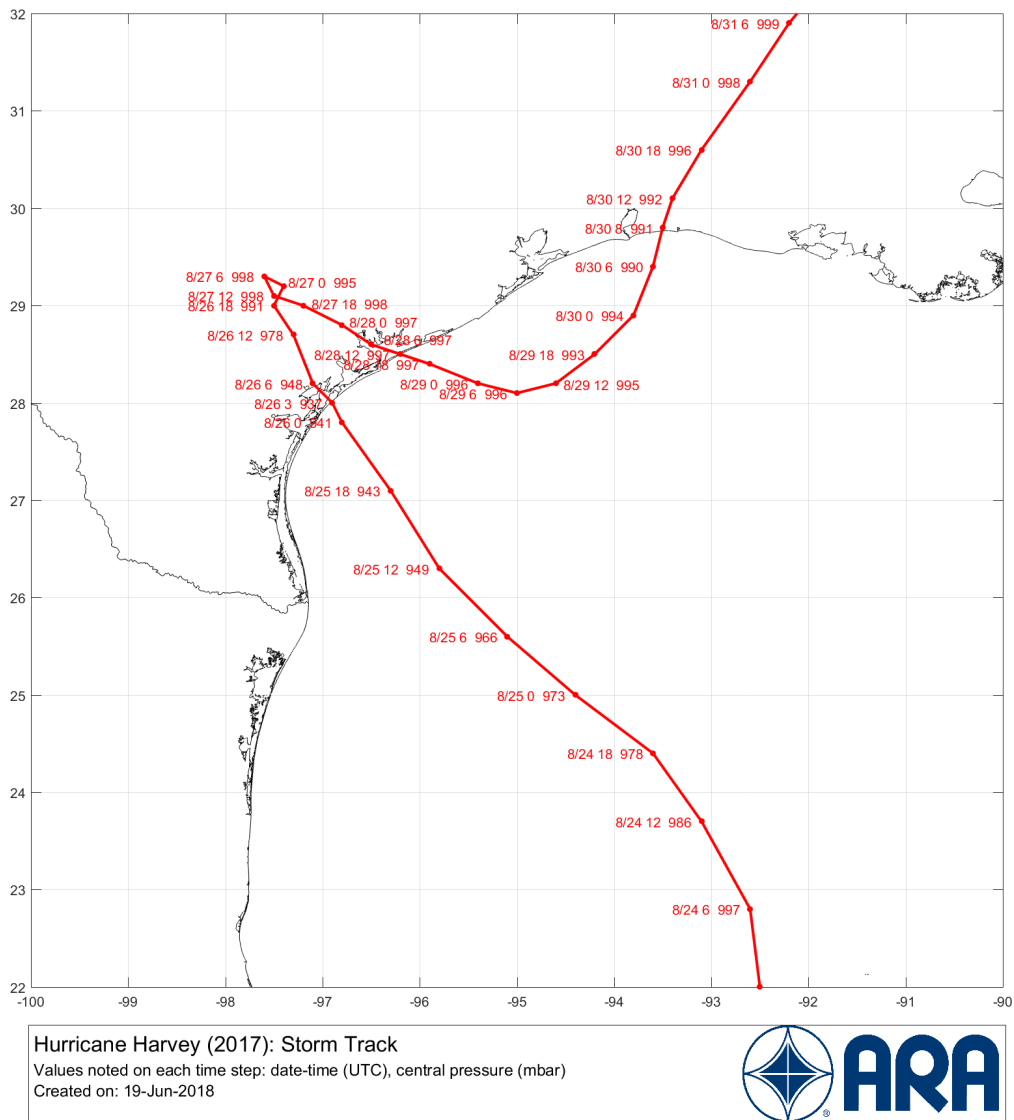 32
8/31 6 999
31
8/31 0 998
8/30 18 996
30
8/30 12 992
8/30 8 991
8/30 6 990
8/27 6 998
8/27 0 995
8/27 12 998
8/26 18 991
29
8/27 18 998
8/30 0 994
8/28 0 997
8/26 12 978
8/28 6 997
8/28 12 997
8/29 18 993
8/28 18 997
8/26 6 948
8/29 0 996
8/29 12 995
8/29 6 996
28
8/26 3 937
8/26 0 941
27
8/25 18 943
8/25 12 949
26
8/25 6 966
25
8/25 0 973
8/24 18 978
24
8/24 12 986
23
8/24 6 997
22
-100 -99 -98 -97 -96 -95 -94 -93 -92 -91 -90
Hurricane Harvey (2017): Storm Track
Values noted on each time step: date-time (UTC), central pressure (mbar)
Created on: 19-Jun-2018
ARA
®